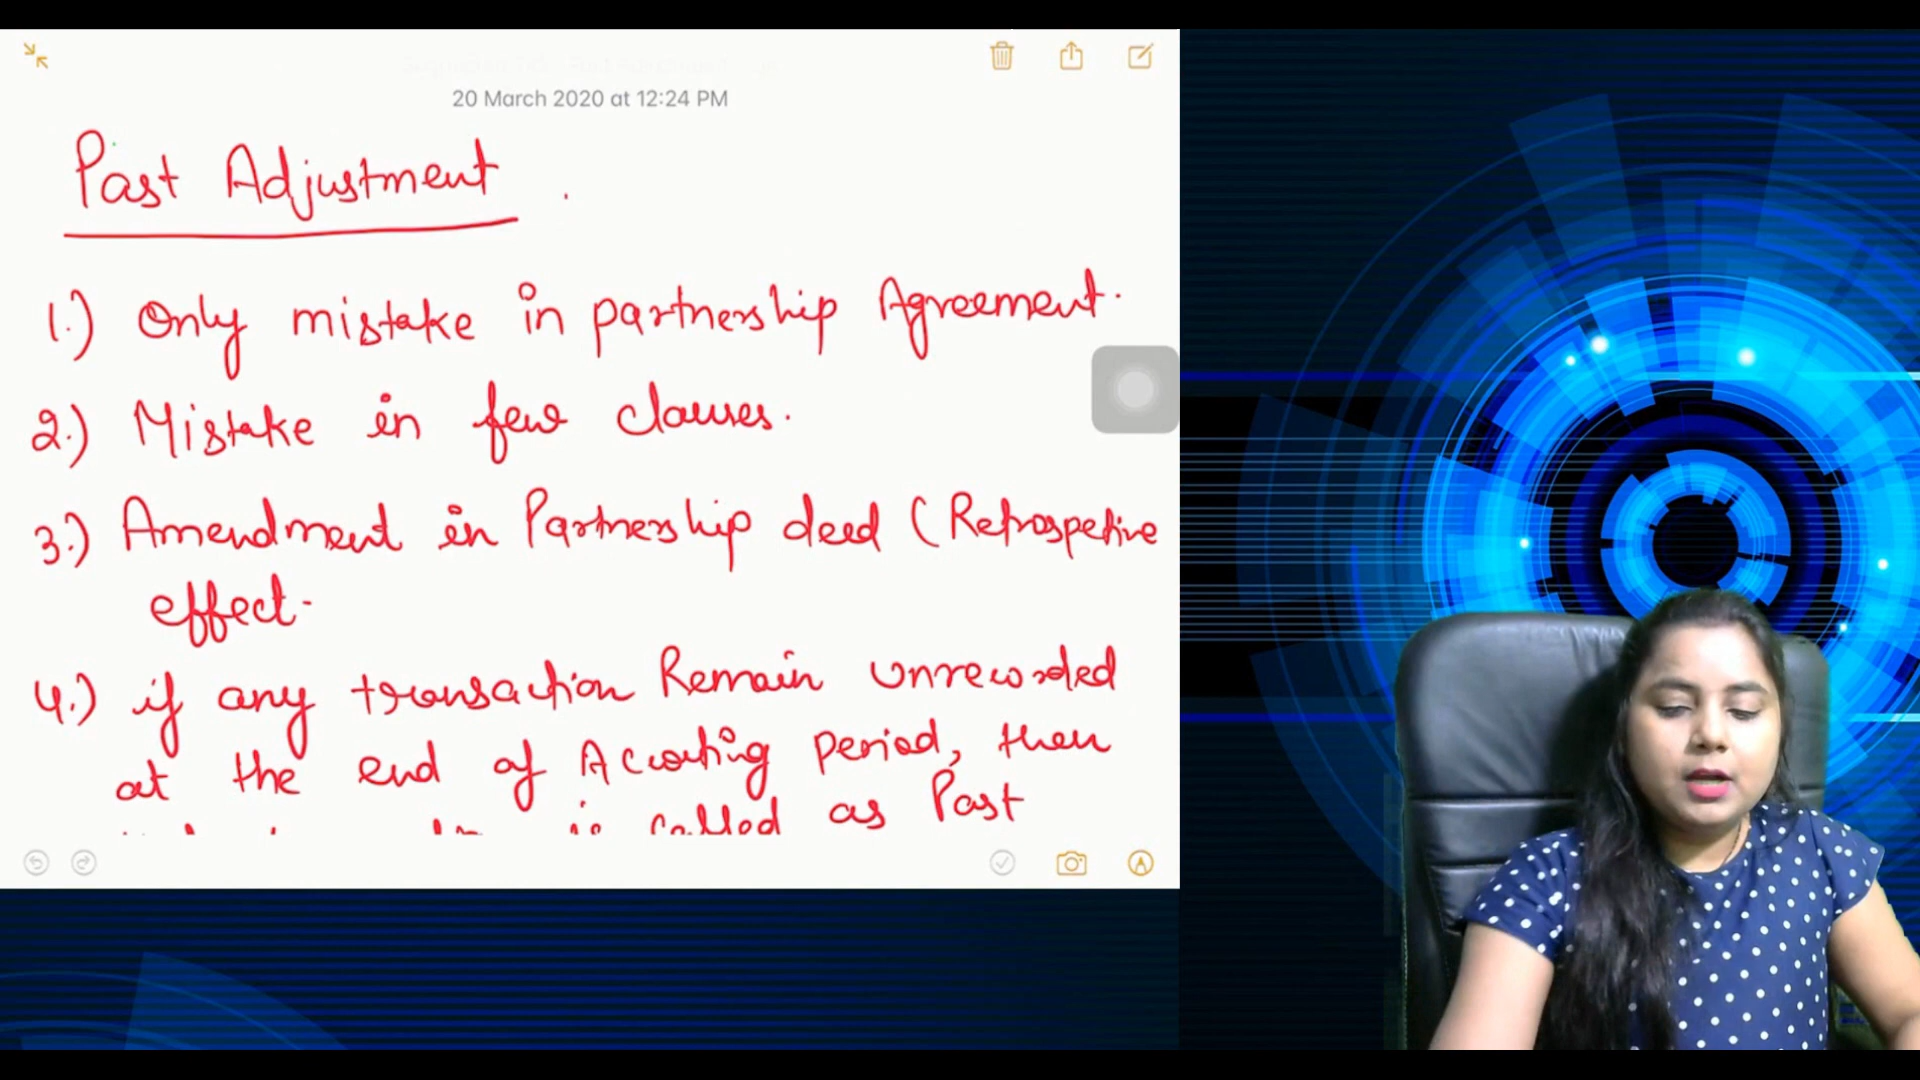 20 March 2020 at 12:24 PM
Past Adjustment .
1.) Only mistake in partnership Agreement.
2.) Mistake in few clauses.
3.) Amendment in Partnership deed (Retrospetive
effect.
4.) if any transaction Remain unrecorded
at the end of Accounting period, then
is called as Past